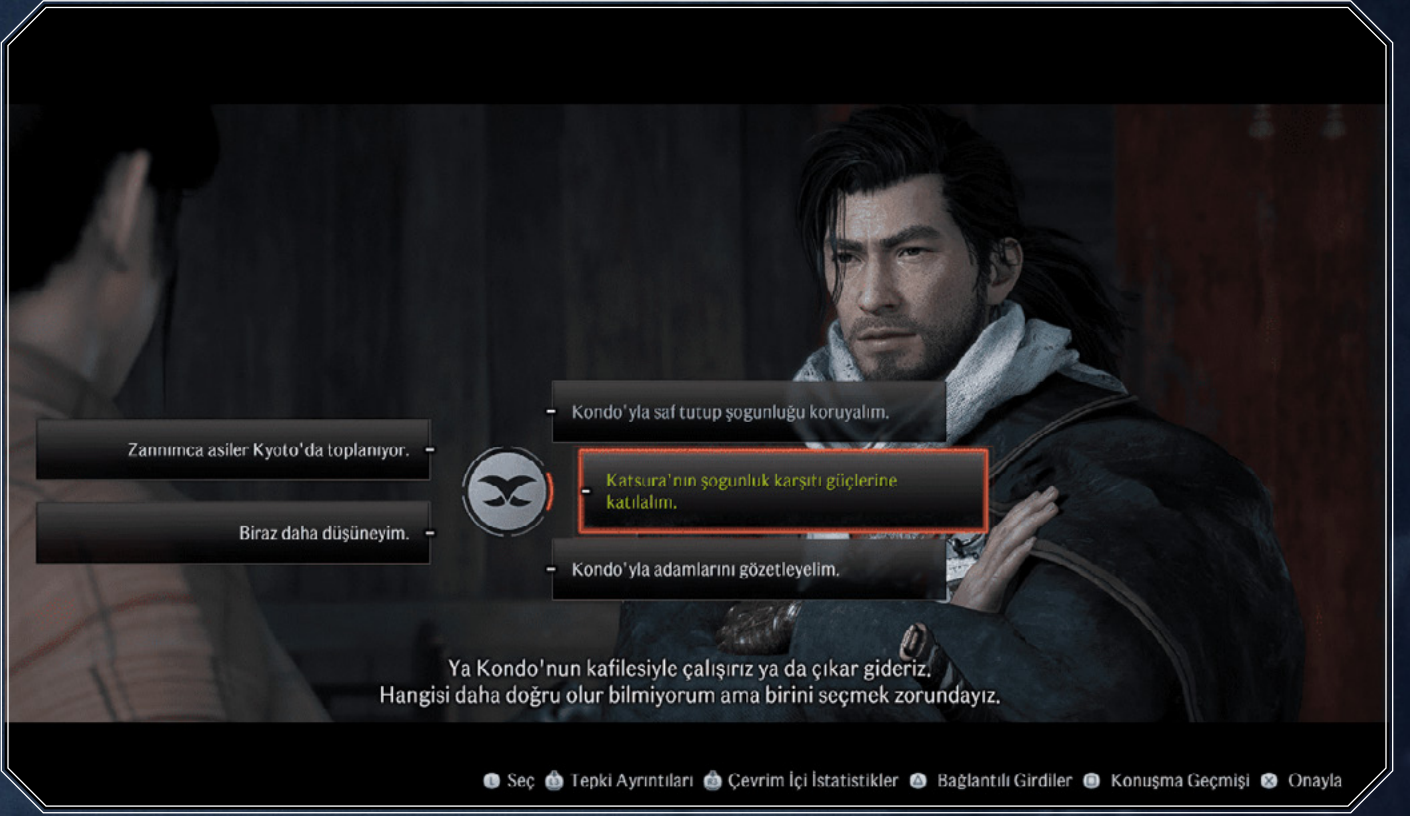 Kondo'yla saf tutup şogunluğu koruyalım.
Zannımca asiler Kyoto'da toplanıyor.
Katsura'nın şogunluk karşıtı güçlerine
katılalım.
Biraz daha düşüneyim.
Kondo'yla adamlarını gözetleyelim.
Ya Kondo'nun kafilesiyle çalışırız ya da çıkar gideriz.
Hangisi daha doğru olur bilmiyorum ama birini seçmek zorundayız.
L Seç L3 Tepki Ayrıntıları R3 Çevrim İçi İstatistikler Bağlantılı Girdiler Konuşma Geçmişi Onayla